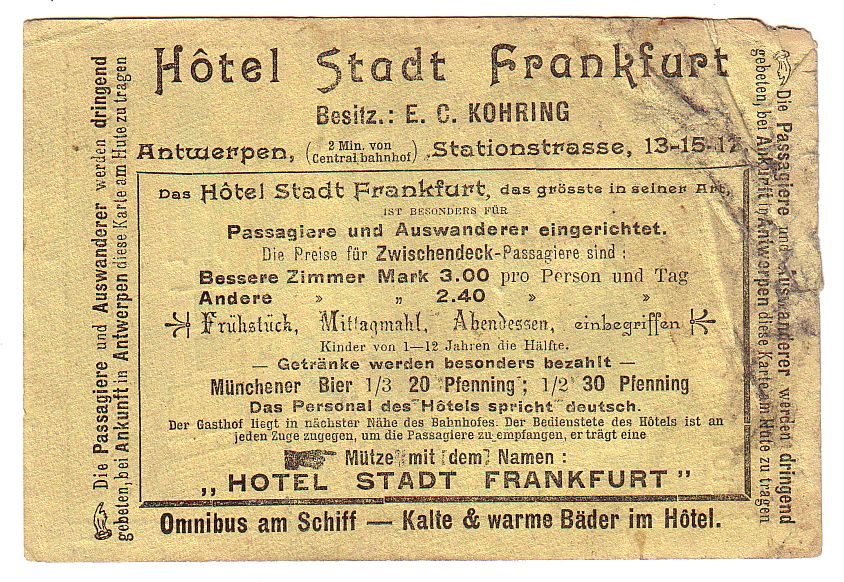 Hôtel Stadt Frankfurt
Besitz.: E. C. KOHRING
Antwerpen, (2 Min. von Centralbahnhof) Stationstrasse, 13-15-17
Das Hôtel Stadt Frankfurt, das grösste in seiner Art,
IST BESONDERS FÜR
Passagiere und Auswanderer eingerichtet.
Die Preise für Zwischendeck-Passagiere sind :
Bessere Zimmer Mark 3.00 pro Person und Tag
Andere » „ 2.40 » »
Frühstück, Mittagmahl, Abendessen, einbegriffen
Kinder von 1—12 Jahren die Hälfte.
— Getränke werden besonders bezahlt —
Münchener Bier 1/3 20 Pfenning ; 1/2 30 Pfenning
Das Personal des Hôtels spricht deutsch.
Der Gasthof liegt in nächster Nähe des Bahnhofes. Der Bedienstete des Hôtels ist an
jeden Zuge zugegen, um die Passagiere zu empfangen, er trägt eine
Mütze mit dem Namen :
„ HOTEL STADT FRANKFURT "
Omnibus am Schiff — Kalte & warme Bäder im Hôtel.
Die Passagiere und Auswanderer werden dringend
gebeten, bei Ankunft in Antwerpen diese Karte am Hute zu tragen
Die Passagiere und Auswanderer werden dringend
gebeten, bei Ankunft in Antwerpen diese Karte am Hute zu tragen